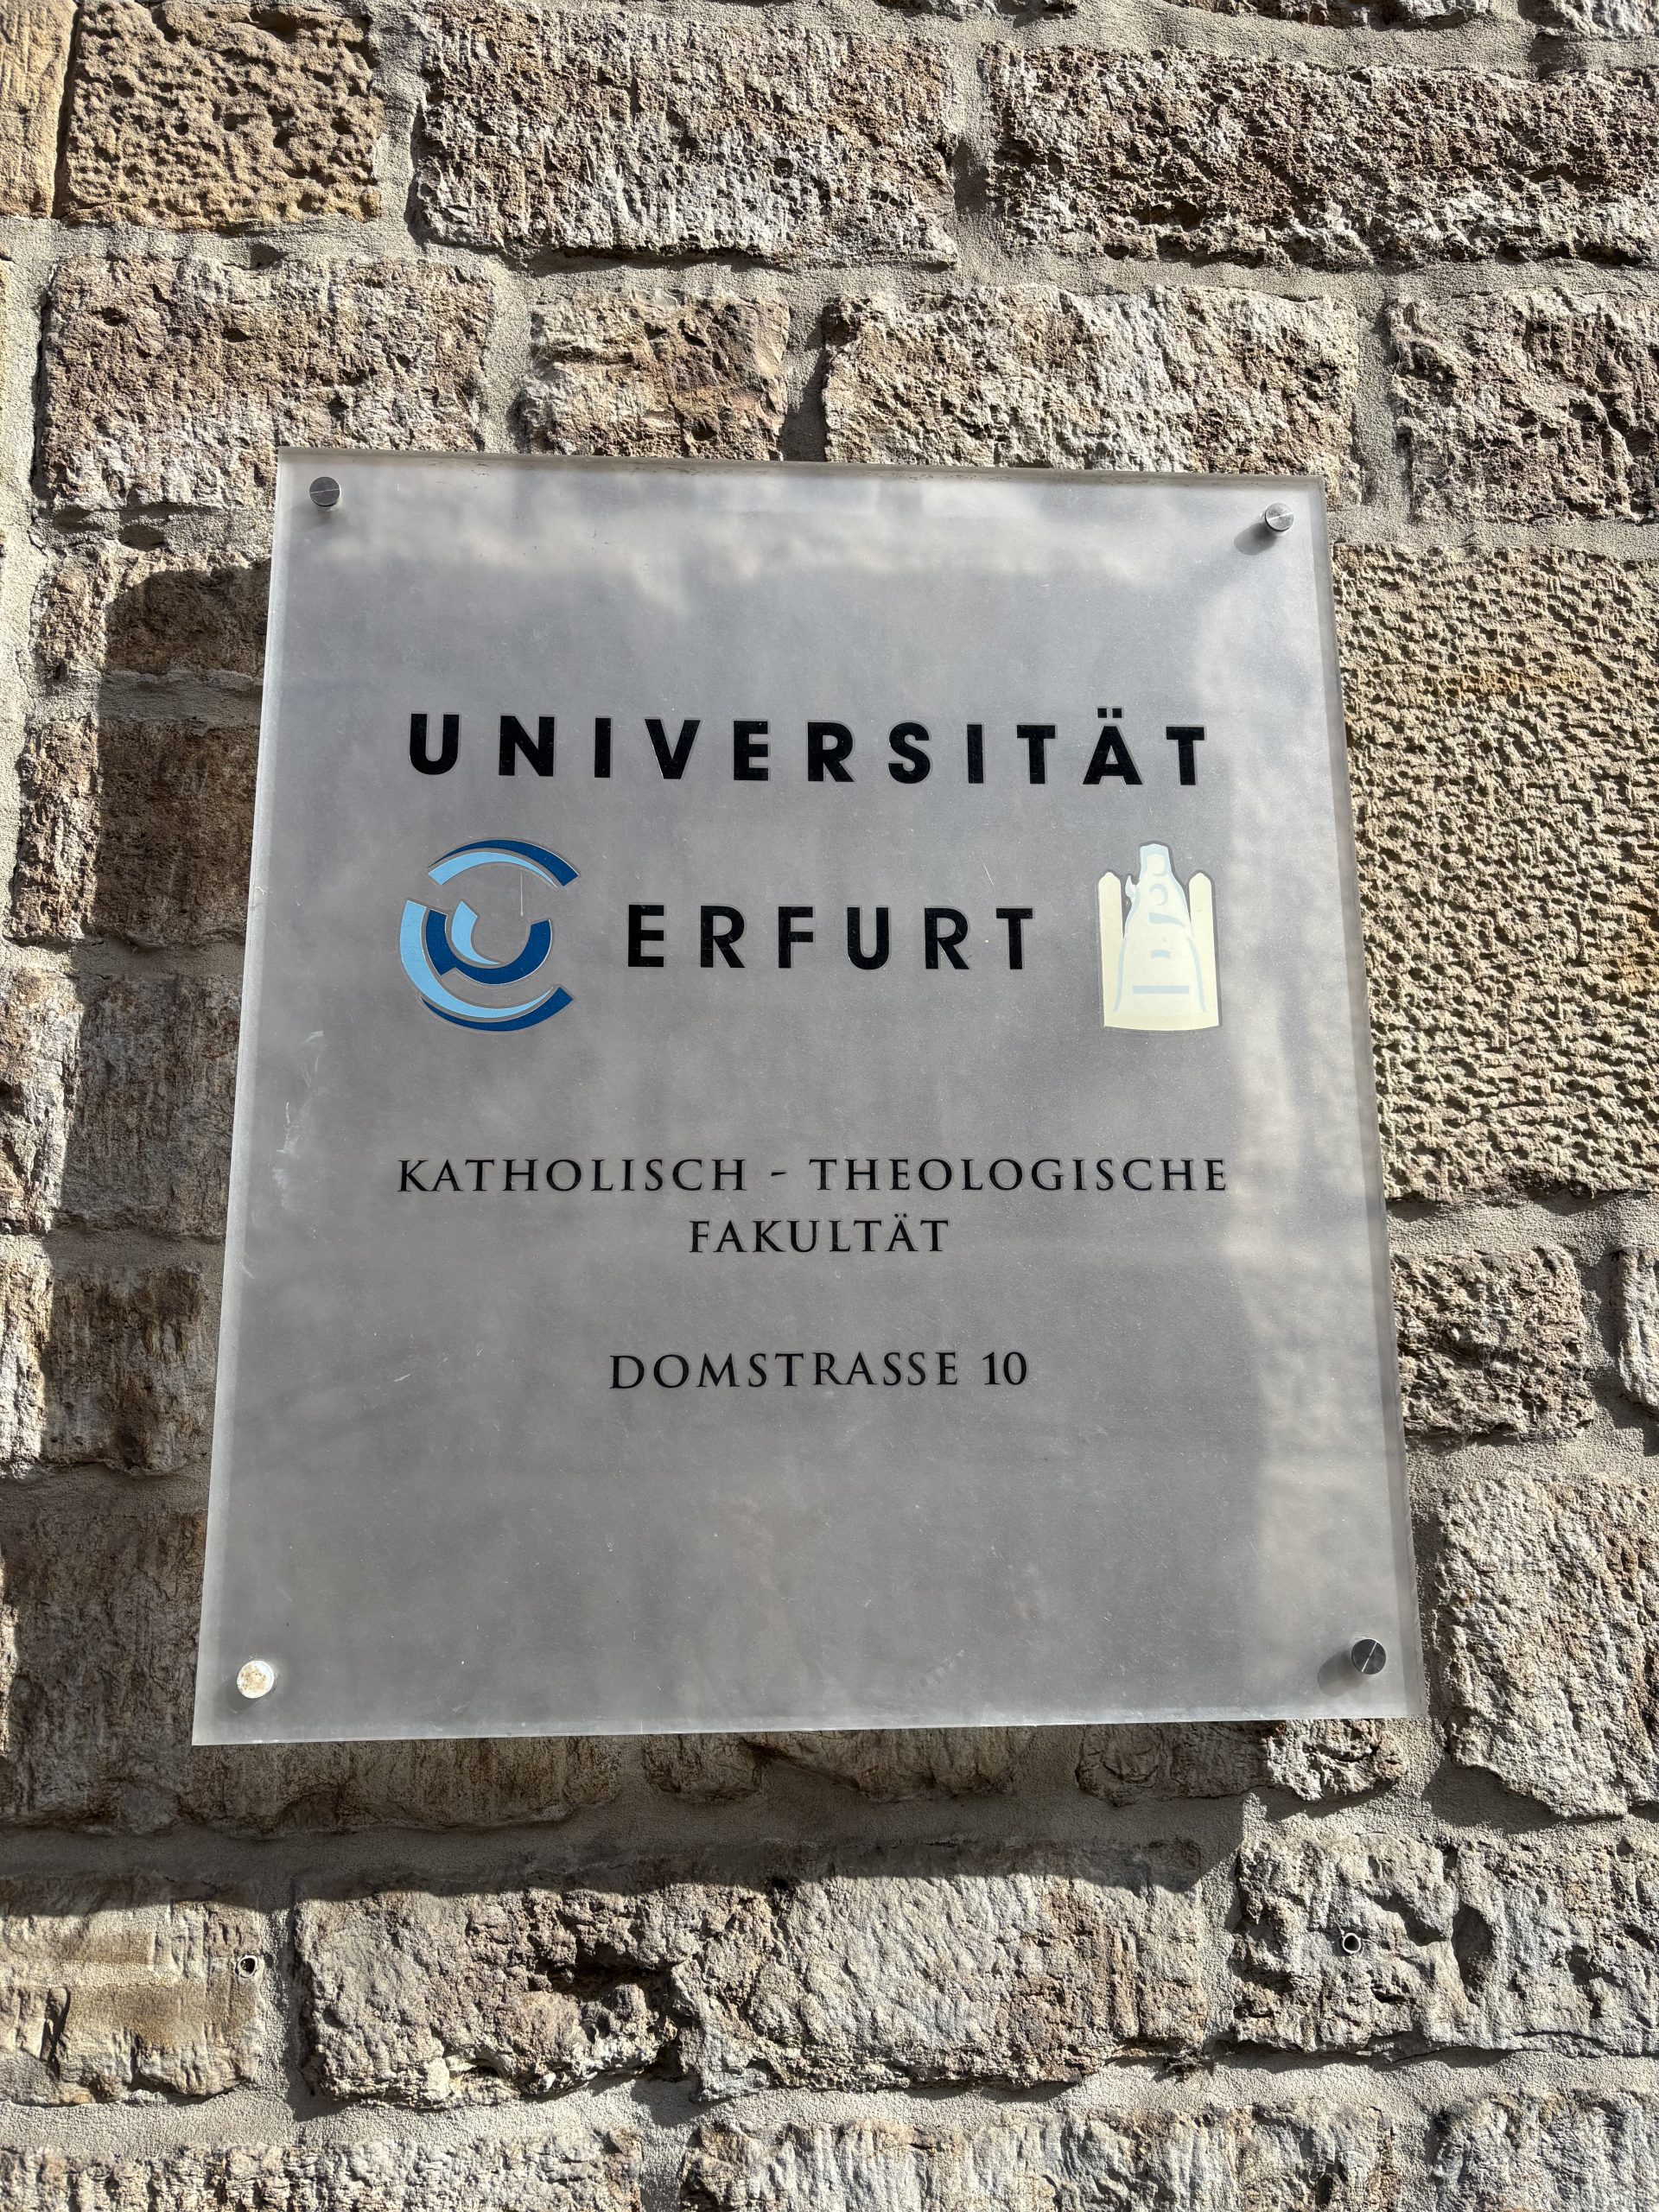 UNIVERSITÄT
ERFURT
KATHOLISCH - THEOLOGISCHE
FAKULTÄT
DOMSTRASSE 10